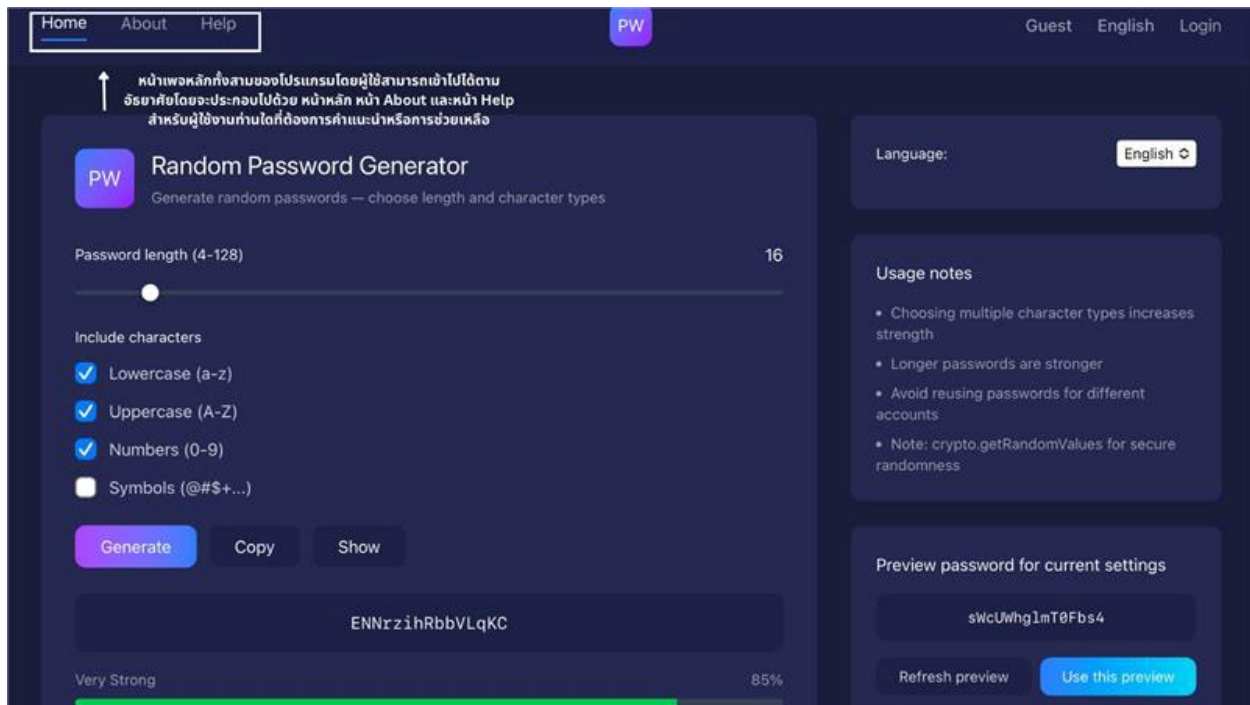 Home About Help
PW
Guest English Login
หน้าเพจหลักทั้งสามของโปรแกรมโดยผู้ใช้สามารถเข้าไปได้ตาม
อัธยาศัยโดยจะประกอบไปด้วย หน้าหลัก หน้า About และหน้า Help
สำหรับผู้ใช้งานท่านใดที่ต้องการคำแนะนำหรือการช่วยเหลือ
PW
Random Password Generator
Generate random passwords — choose length and character types
Password length (4-128) 16
Include characters
Lowercase (a-z)
Uppercase (A-Z)
Numbers (0-9)
Symbols (@#$+...)
Generate Copy Show
ENNrzihRbbVLqKC
Very Strong 85%
Language: English
Usage notes
• Choosing multiple character types increases
strength
• Longer passwords are stronger
• Avoid reusing passwords for different
accounts
• Note: crypto.getRandomValues for secure
randomness
Preview password for current settings
sWcUWhglmT0Fbs4
Refresh preview Use this preview